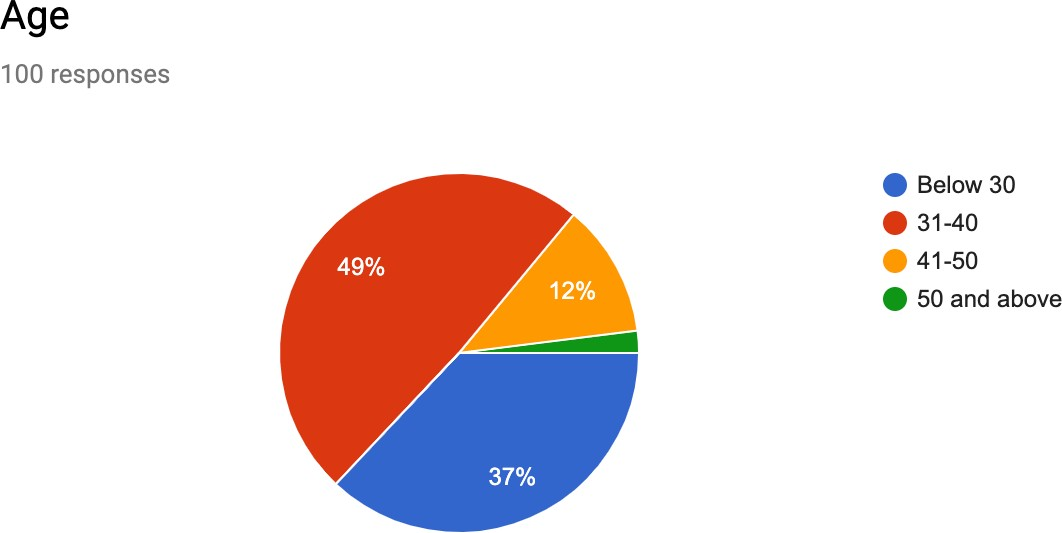 Age
100 responses
Below 30
31-40
41-50
50 and above
49%
12%
37%